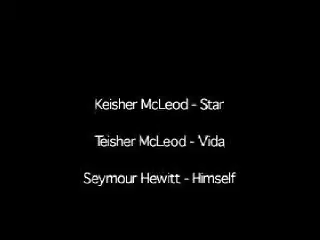 Keisher McLeod - Star
Teisher McLeod - Vida
Seymour Hewitt - Himself